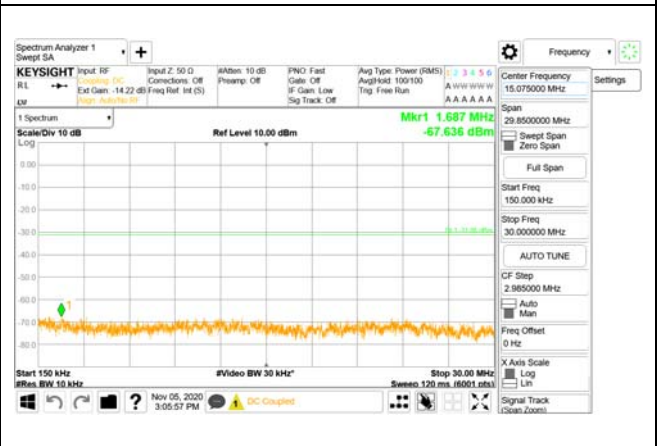 Spectrum Analyzer 1
Swept SA
+
Frequency
KEYSIGHT
RL
Input: RF
Coupling: DC
Ext Gain: -14.22 dB
Align: Auto/No RF
Input Z: 50 Ω
Corrections: Off
Freq Ref: Int (S)
#Atten: 10 dB
Preamp: Off
PNO: Fast
Gate: Off
IF Gain: Low
Sig Track: Off
Avg Type: Power (RMS)
Avg|Hold: 100/100
Trig: Free Run
1 2 3 4 5 6
A W W W W W
A A A A A A
Center Frequency
15.075000 MHz
Settings
Span
29.8500000 MHz
Swept Span
Zero Span
Full Span
Start Freq
150.000 kHz
Stop Freq
30.000000 MHz
AUTO TUNE
CF Step
2.985000 MHz
Auto
Man
Freq Offset
0 Hz
X Axis Scale
Log
Lin
Signal Track
(Span Zoom)
1 Spectrum
Scale/Div 10 dB
Ref Level 10.00 dBm
Mkr1 1.687 MHz
-67.636 dBm
Log
0.00
-10.0
-20.0
-30.0
-40.0
-50.0
-60.0
-70.0
-80.0
1
Start 150 kHz
#Video BW 30 kHz*
Stop 30.00 MHz
#Res BW 10 kHz
Sweep 120 ms (6001 pts)
?
Nov 05, 2020
3:05:57 PM
1
DC Coupled